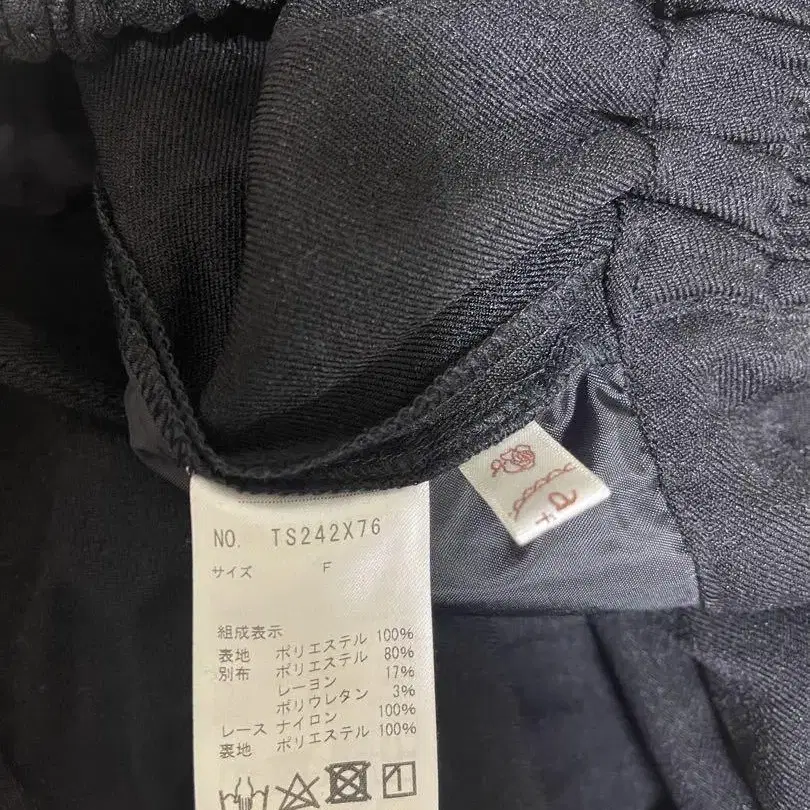 NO. TS242X76
サイズ F
組成表示
表地 ポリエステル 100%
別布 ポリエステル 80%
レーヨン 17%
ポリウレタン 3%
レース ナイロン 100%
裏地 ポリエステル 100%